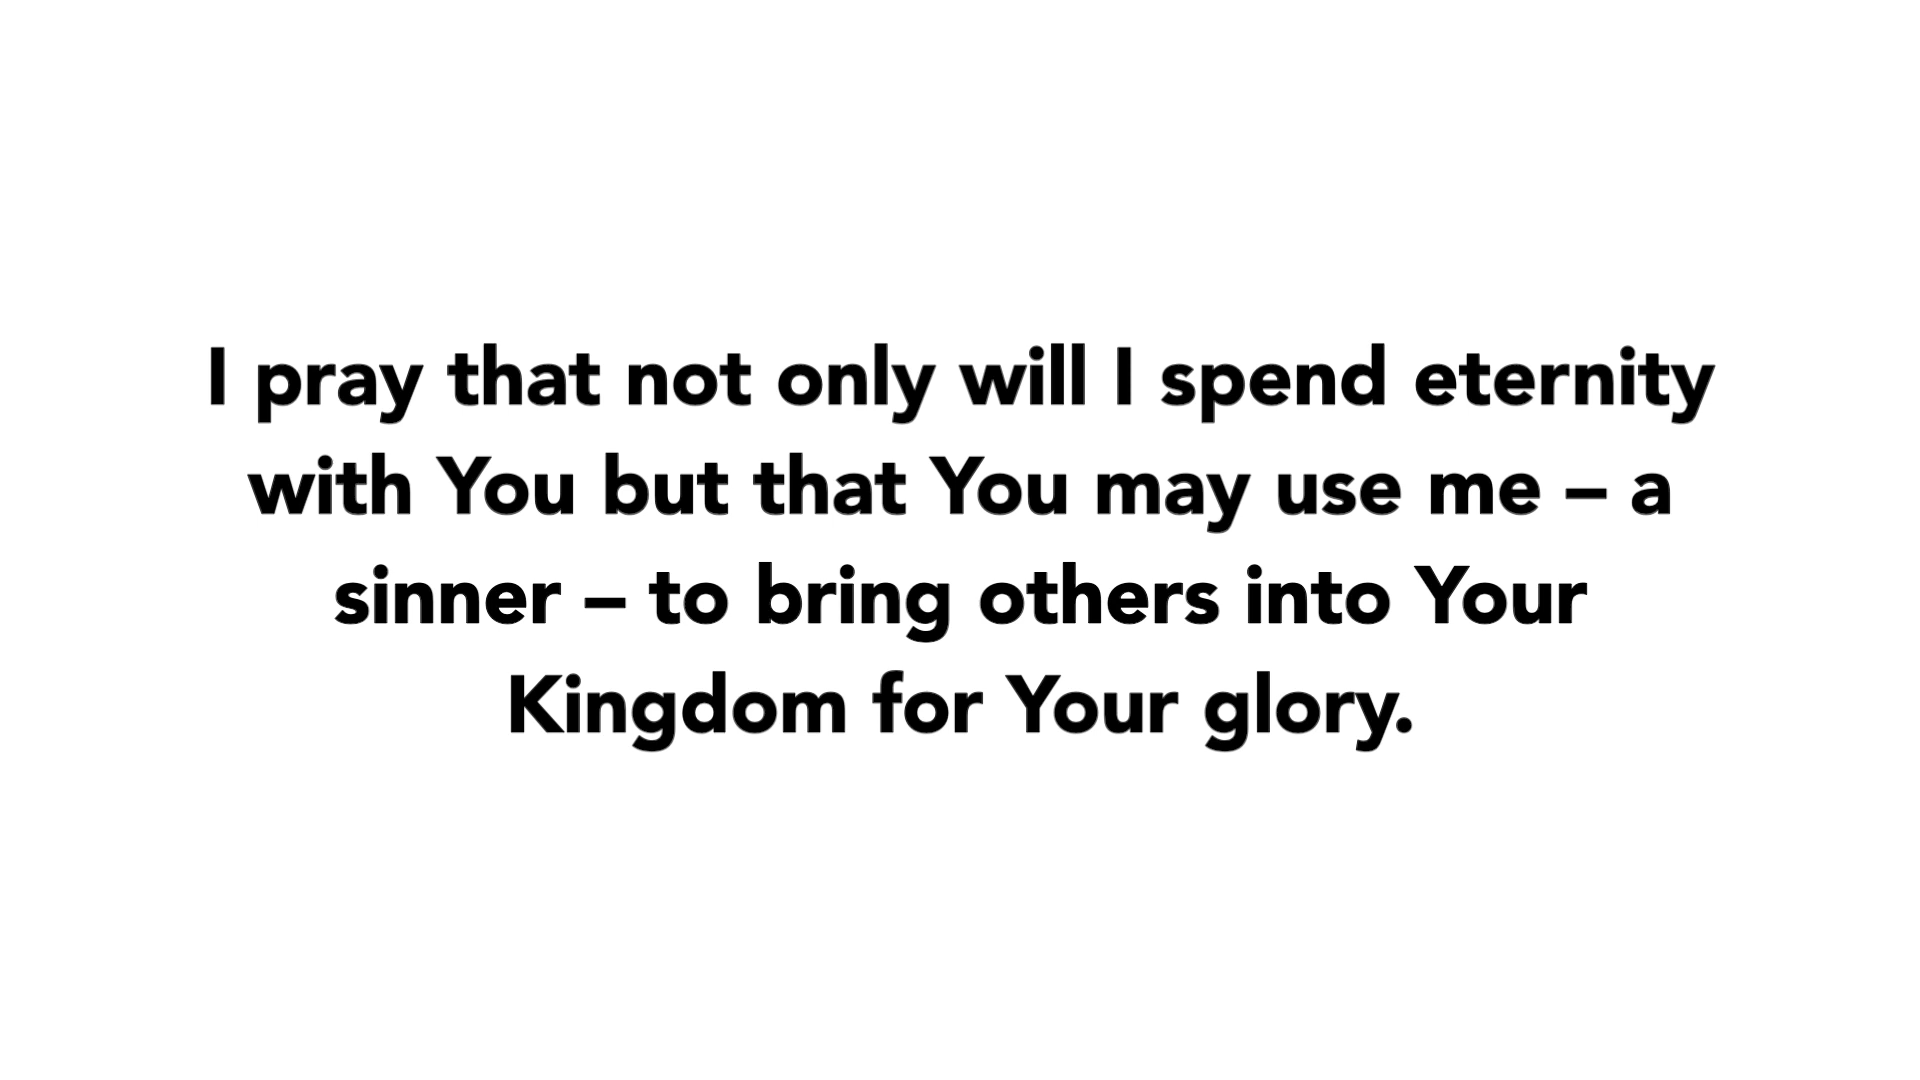 I pray that not only will I spend eternity
with You but that You may use me – a
sinner – to bring others into Your
Kingdom for Your glory.